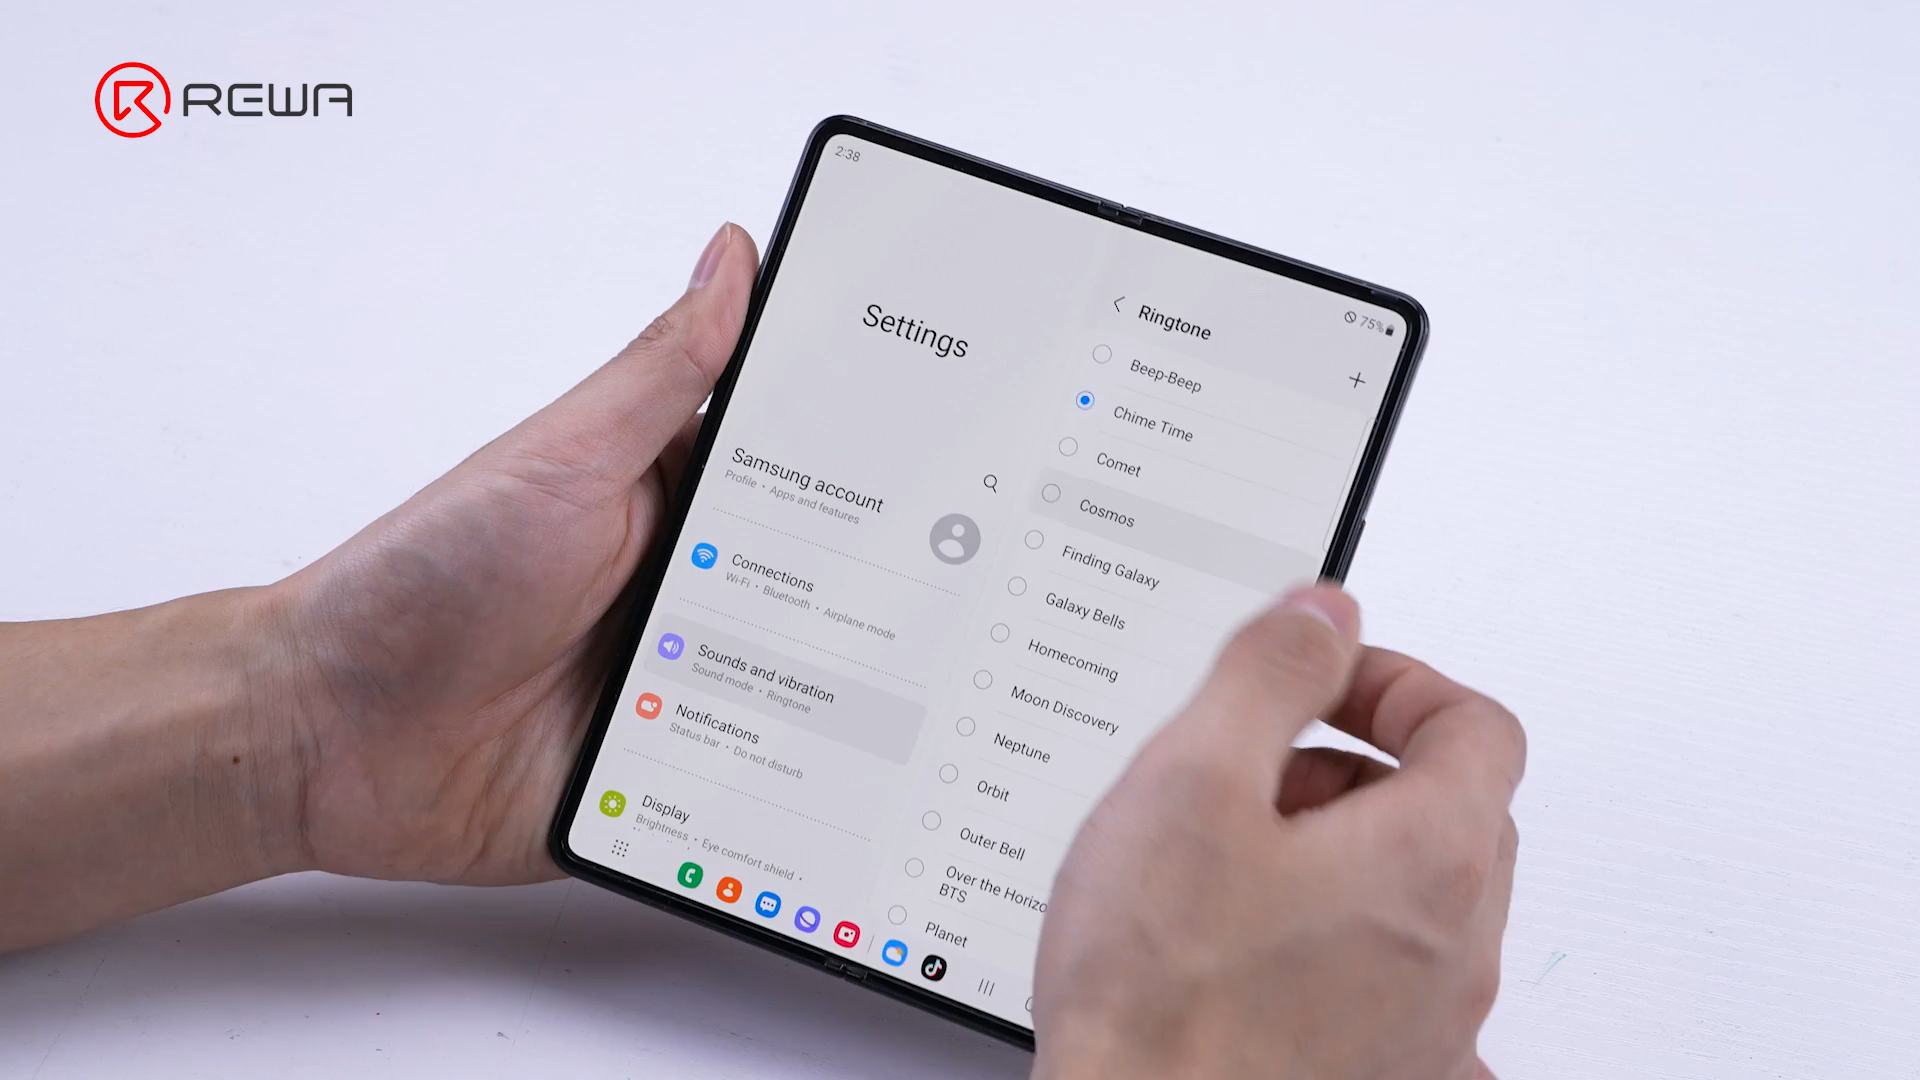 REWA
2:38
75%
Settings
Samsung account
Profile • Apps and features
Connections
Wi-Fi • Bluetooth • Airplane mode
Sounds and vibration
Sound mode • Ringtone
Notifications
Status bar • Do not disturb
Display
Brightness • Eye comfort shield •
Ringtone
Beep-Beep
Chime Time
Comet
Cosmos
Finding Galaxy
Galaxy Bells
Homecoming
Moon Discovery
Neptune
Orbit
Outer Bell
Over the Horizo
BTS
Planet